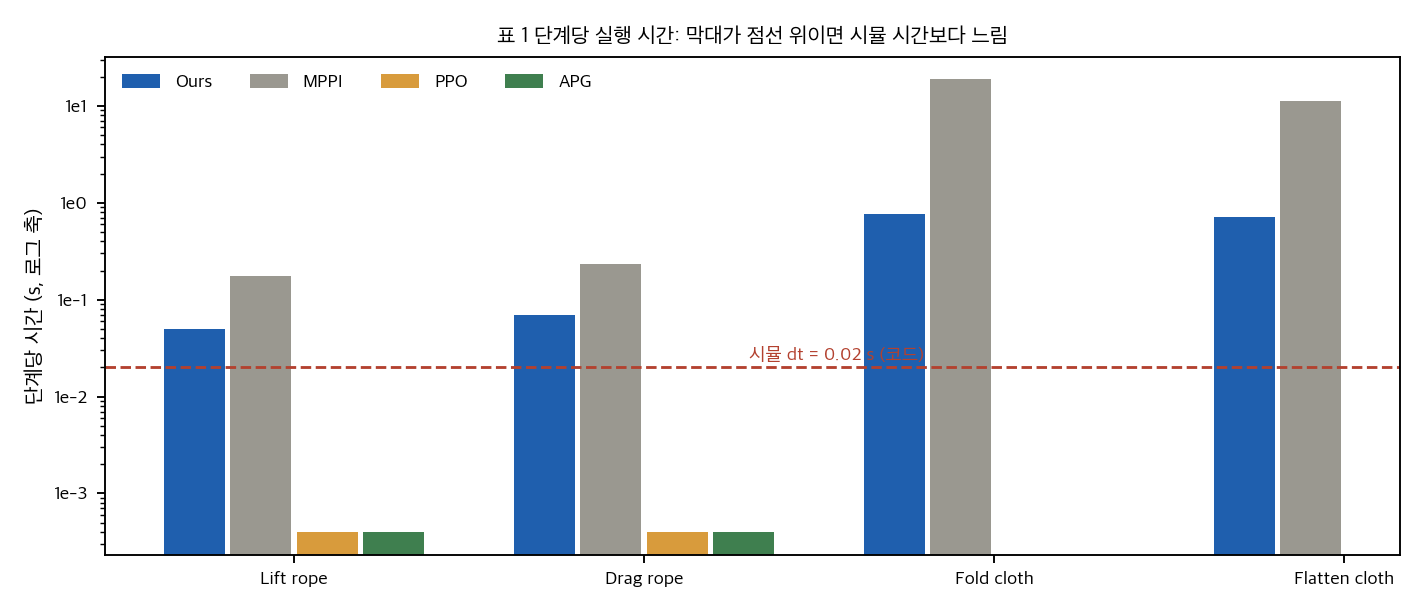 표 1 단계당 실행 시간: 막대가 점선 위이면 시뮬 시간보다 느림
Ours MPPI PPO APG
단계당 시간 (s, 로그 축)
1e1
1e0
1e-1
1e-2
1e-3
시뮬 dt = 0.02 s (코드)
Lift rope Drag rope Fold cloth Flatten cloth